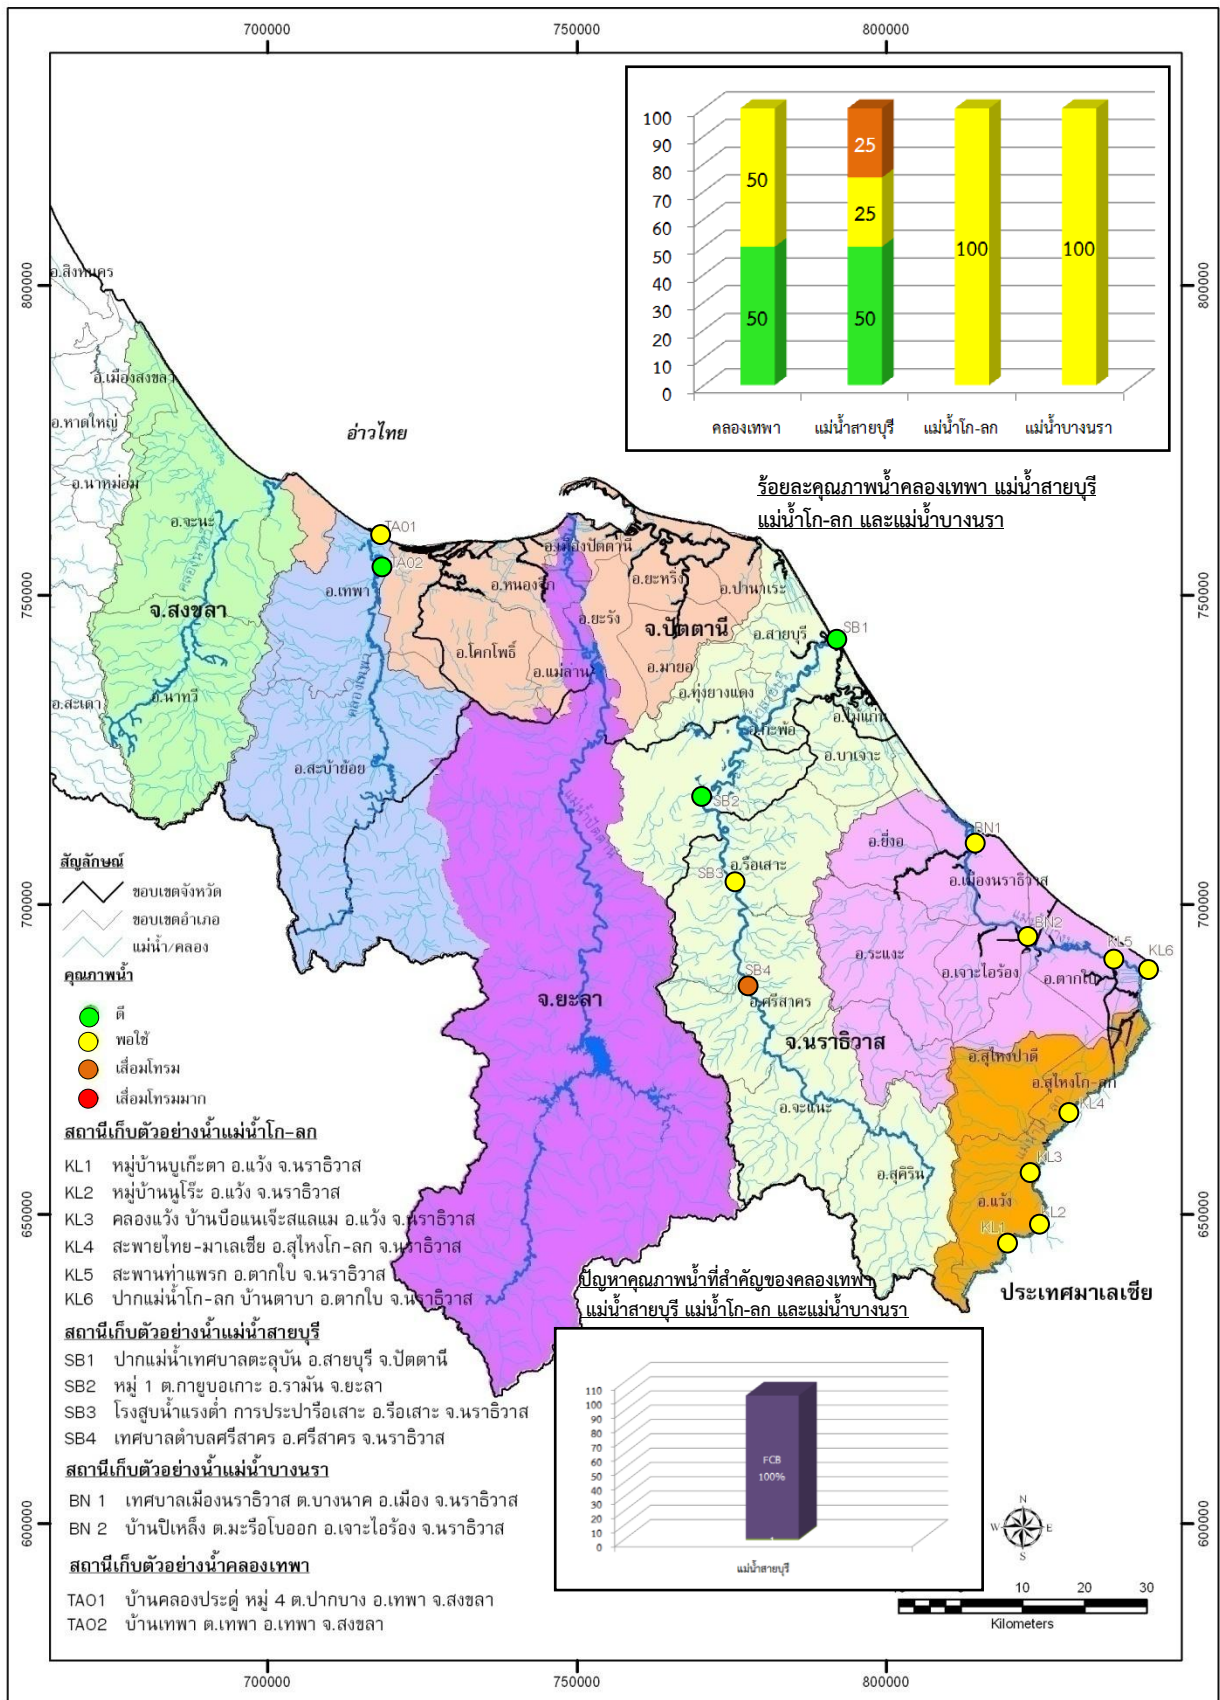 700000
750000
800000
100
90
80
70
60
50
40
30
20
10
0
50
50
25
25
50
100
100
คลองเทพา
แม่น้ำสายบุรี
แม่น้ำโก-ลก
แม่น้ำบางนรา
ร้อยละคุณภาพน้ำคลองเทพา แม่น้ำสายบุรี
แม่น้ำโก-ลก และแม่น้ำบางนรา
800000
800000
750000
750000
700000
700000
650000
650000
600000
600000
อ.สิงหนคร
อ.เมืองสงขลา
อ.หาดใหญ่
อ่าวไทย
อ.นาหม่อม
อ.จะนะ
TA01
TA02
อ.เมืองปัตตานี
อ.หนองจิก
อ.ยะหริ่ง
อ.ปานาเระ
อ.เทพา
จ.สงขลา
อ.ยะรัง
จ.ปัตตานี
อ.สายบุรี
SB1
อ.โคกโพธิ์
อ.แม่ลาน
อ.มายอ
อ.ทุ่งยางแดง
อ.นาทวี
อ.สะเดา
คลองเทพา
อ.ไม้แก่น
อ.กะพ้อ
อ.บาเจาะ
อ.สะบ้าย้อย
SB2
แม่น้ำปัตตานี
BN1
อ.ยี่งอ
อ.รือเสาะ
SB3
อ.เมืองนราธิวาส
BN2
KL5
KL6
อ.ระแงะ
อ.เจาะไอร้อง
อ.ตากใบ
SB4
อ.ศรีสาคร
จ.ยะลา
จ.นราธิวาส
อ.สุไหงปาดี
อ.สุไหงโก-ลก
อ.จะแนะ
KL4
KL3
อ.สุคิริน
อ.แว้ง
KL2
KL1
ประเทศมาเลเซีย
สัญลักษณ์
ขอบเขตจังหวัด
ขอบเขตอำเภอ
แม่น้ำ/คลอง
คุณภาพน้ำ
ดี
พอใช้
เสื่อมโทรม
เสื่อมโทรมมาก
สถานีเก็บตัวอย่างน้ำแม่น้ำโก-ลก
KL1 หมู่บ้านบูเก๊ะตา อ.แว้ง จ.นราธิวาส
KL2 หมู่บ้านนูโร๊ะ อ.แว้ง จ.นราธิวาส
KL3 คลองแว้ง บ้านบือแนเจ๊ะสแลแม อ.แว้ง จ.นราธิวาส
KL4 สะพายไทย-มาเลเซีย อ.สุไหงโก-ลก จ.นราธิวาส
KL5 สะพานท่าแพรก อ.ตากใบ จ.นราธิวาส
KL6 ปากแม่น้ำโก-ลก บ้านตาบา อ.ตากใบ จ.นราธิวาส
สถานีเก็บตัวอย่างน้ำแม่น้ำสายบุรี
SB1 ปากแม่น้ำเทศบาลตะลุบัน อ.สายบุรี จ.ปัตตานี
SB2 หมู่ 1 ต.กายูบอเกาะ อ.รามัน จ.ยะลา
SB3 โรงสูบน้ำแรงต่ำ การประปารือเสาะ อ.รือเสาะ จ.นราธิวาส
SB4 เทศบาลตำบลศรีสาคร อ.ศรีสาคร จ.นราธิวาส
สถานีเก็บตัวอย่างน้ำแม่น้ำบางนรา
BN 1 เทศบาลเมืองนราธิวาส ต.บางนาค อ.เมือง จ.นราธิวาส
BN 2 บ้านปิเหล็ง ต.มะรือโบออก อ.เจาะไอร้อง จ.นราธิวาส
สถานีเก็บตัวอย่างน้ำคลองเทพา
TA01 บ้านคลองประดู่ หมู่ 4 ต.ปากบาง อ.เทพา จ.สงขลา
TA02 บ้านเทพา ต.เทพา อ.เทพา จ.สงขลา
ปัญหาคุณภาพน้ำที่สำคัญของคลองเทพา
แม่น้ำสายบุรี แม่น้ำโก-ลก และแม่น้ำบางนรา
110
100
90
80
70
60
50
40
30
20
10
0
FCB
100%
แม่น้ำสายบุรี
N
W
E
S
10
20
30
Kilometers
700000
750000
800000